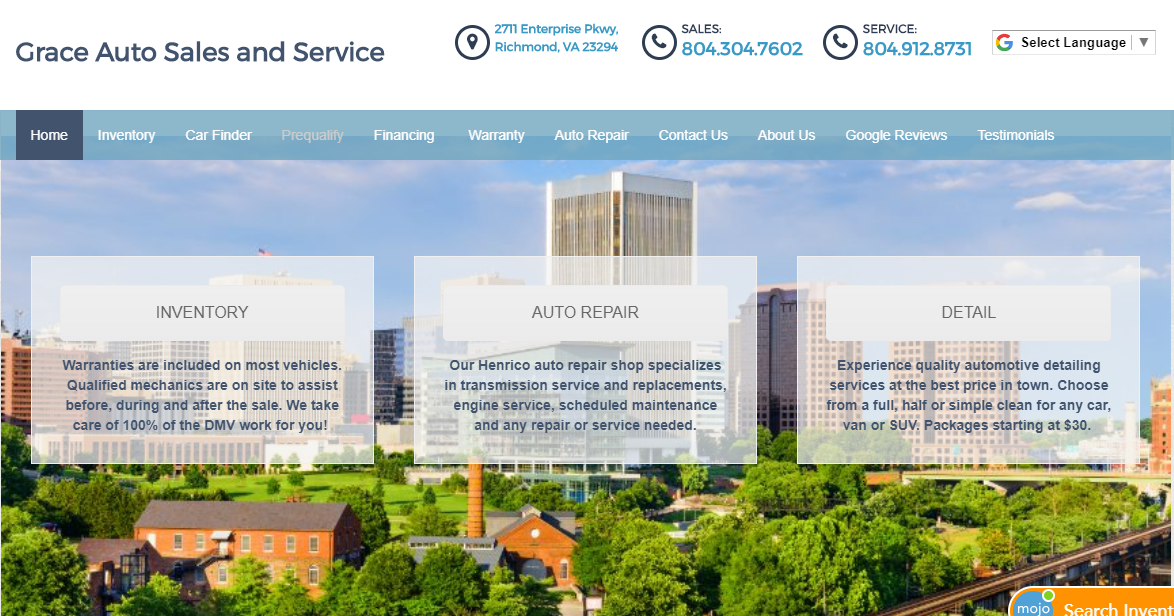 Grace Auto Sales and Service
2711 Enterprise Pkwy,
Richmond, VA 23294
SALES:
804.304.7602
SERVICE:
804.912.8731
G Select Language ▼
Home Inventory Car Finder Prequalify Financing Warranty Auto Repair Contact Us About Us Google Reviews Testimonials
INVENTORY
Warranties are included on most vehicles.
Qualified mechanics are on site to assist
before, during and after the sale. We take
care of 100% of the DMV work for you!
AUTO REPAIR
Our Henrico auto repair shop specializes
in transmission service and replacements,
engine service, scheduled maintenance
and any repair or service needed.
DETAIL
Experience quality automotive detailing
services at the best price in town. Choose
from a full, half or simple clean for any car,
van or SUV. Packages starting at $30.
mojo Search Invent